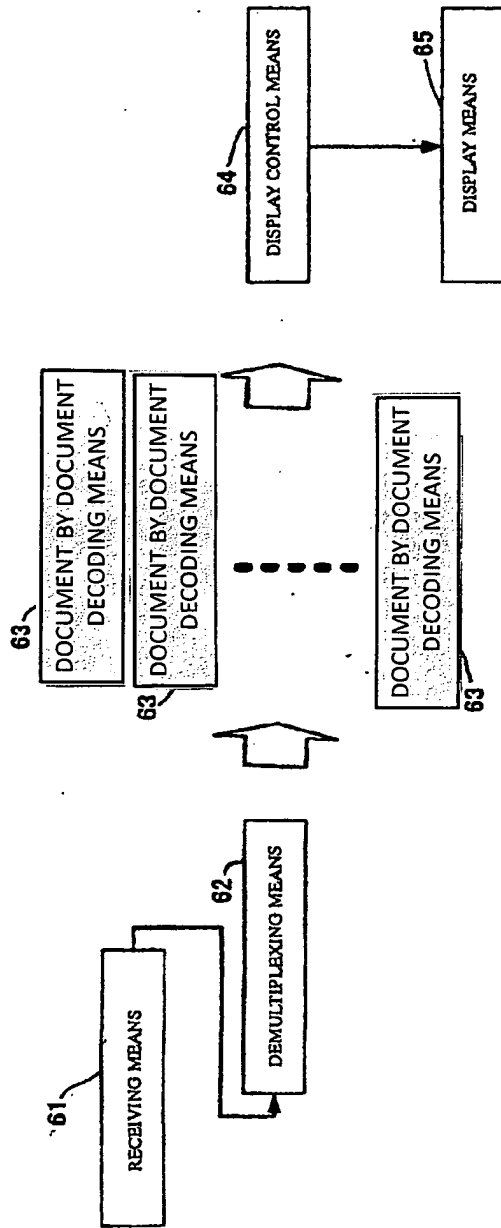 61
RECEIVING MEANS
62
DEMULTIPLEXING MEANS
63
DOCUMENT BY DOCUMENT
DECODING MEANS
63
DOCUMENT BY DOCUMENT
DECODING MEANS
63
DOCUMENT BY DOCUMENT
DECODING MEANS
64
DISPLAY CONTROL MEANS
65
DISPLAY MEANS